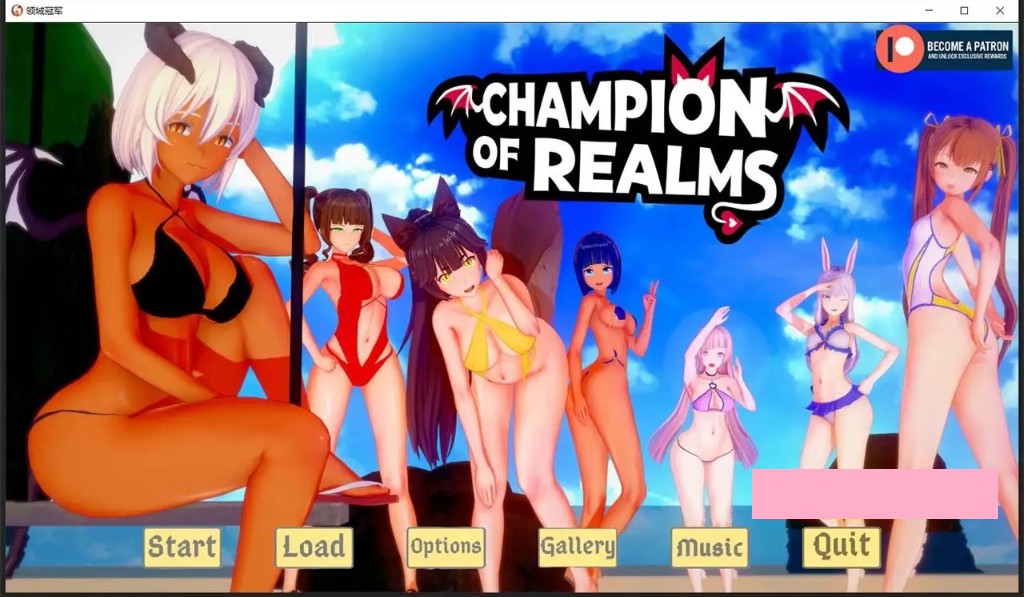 领域冠军
BECOME A PATRON
AND UNLOCK EXCLUSIVE REWARDS
CHAMPION
OF REALMS
Start
Load
Options
Gallery
Music
Quit